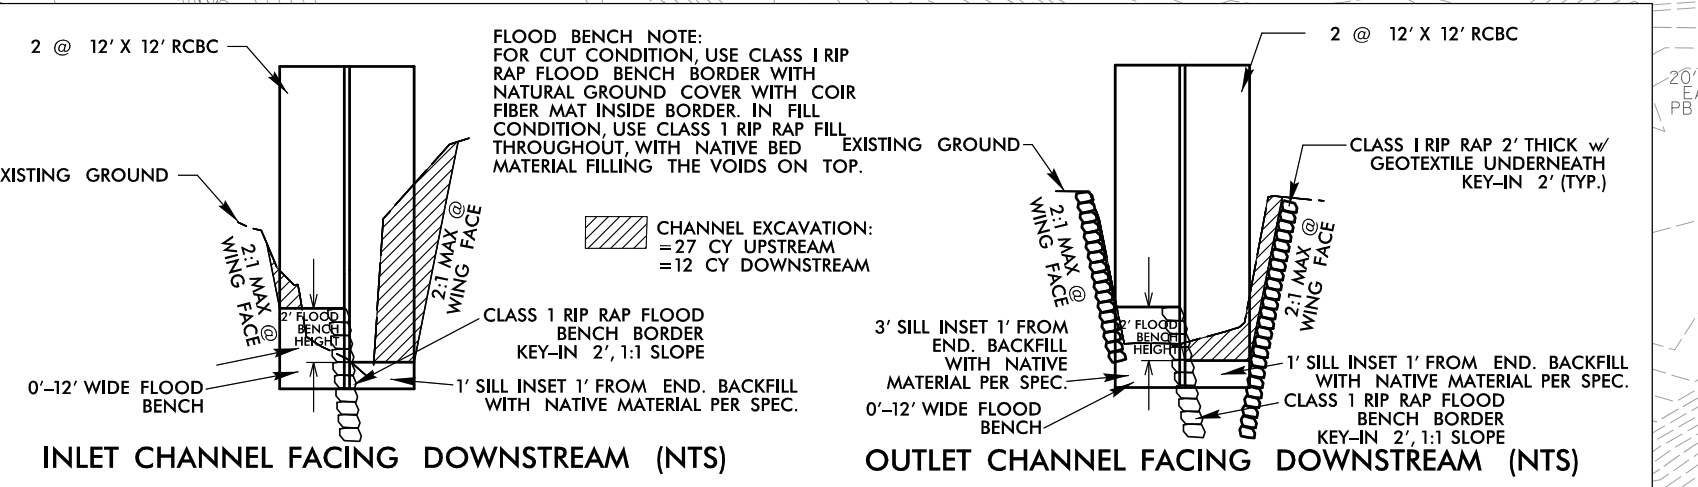 2 @ 12' X 12' RCBC
FLOOD BENCH NOTE:
FOR CUT CONDITION, USE CLASS I RIP
RAP FLOOD BENCH BORDER WITH
NATURAL GROUND COVER WITH COIR
FIBER MAT INSIDE BORDER. IN FILL
CONDITION, USE CLASS 1 RIP RAP FILL
THROUGHOUT, WITH NATIVE BED
MATERIAL FILLING THE VOIDS ON TOP.
XISTING GROUND
2:1 MAX @
WING FACE
2:1 MAX @
WING FACE
CHANNEL EXCAVATION:
=27 CY UPSTREAM
=12 CY DOWNSTREAM
2' FLOOD
BENCH
HEIGHT
CLASS 1 RIP RAP FLOOD
BENCH BORDER
KEY-IN 2', 1:1 SLOPE
0'-12' WIDE FLOOD
BENCH
1' SILL INSET 1' FROM END. BACKFILL
WITH NATIVE MATERIAL PER SPEC.
INLET CHANNEL FACING DOWNSTREAM (NTS)
2 @ 12' X 12' RCBC
EXISTING GROUND
CLASS I RIP RAP 2' THICK w/
GEOTEXTILE UNDERNEATH
KEY-IN 2' (TYP.)
2:1 MAX @
WING FACE
2:1 MAX @
WING FACE
2' FLOOD
BENCH
HEIGHT
3' SILL INSET 1' FROM
END. BACKFILL
WITH NATIVE
MATERIAL PER SPEC.
0'-12' WIDE FLOOD
BENCH
1' SILL INSET 1' FROM END. BACKFILL
WITH NATIVE MATERIAL PER SPEC.
CLASS 1 RIP RAP FLOOD
BENCH BORDER
KEY-IN 2', 1:1 SLOPE
OUTLET CHANNEL FACING DOWNSTREAM (NTS)
20'
EA
PB